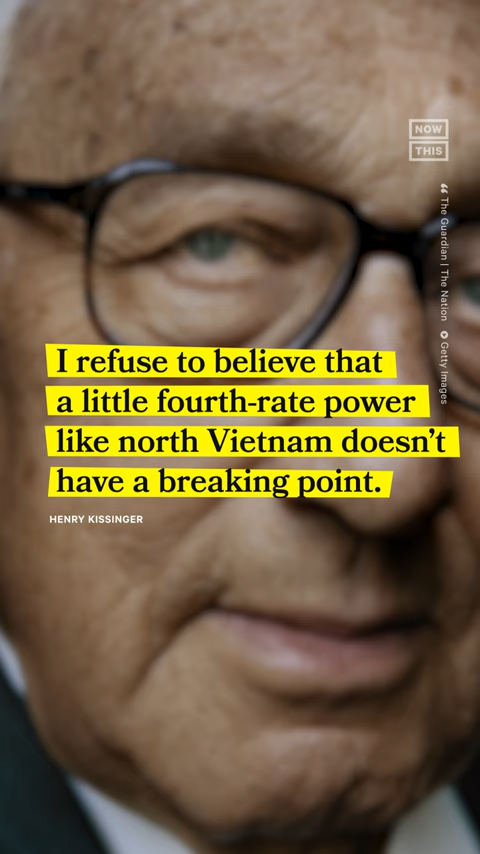 NOW
THIS
“ The Guardian | The Nation Getty Images
I refuse to believe that
a little fourth-rate power
like north Vietnam doesn’t
have a breaking point.
HENRY KISSINGER